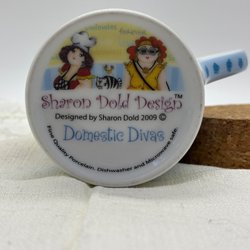 Sharon Dold Design™
Designed by Sharon Dold 2009 ©
Domestic Divas
Fine Quality Porcelain. Dishwasher and Microwave safe.